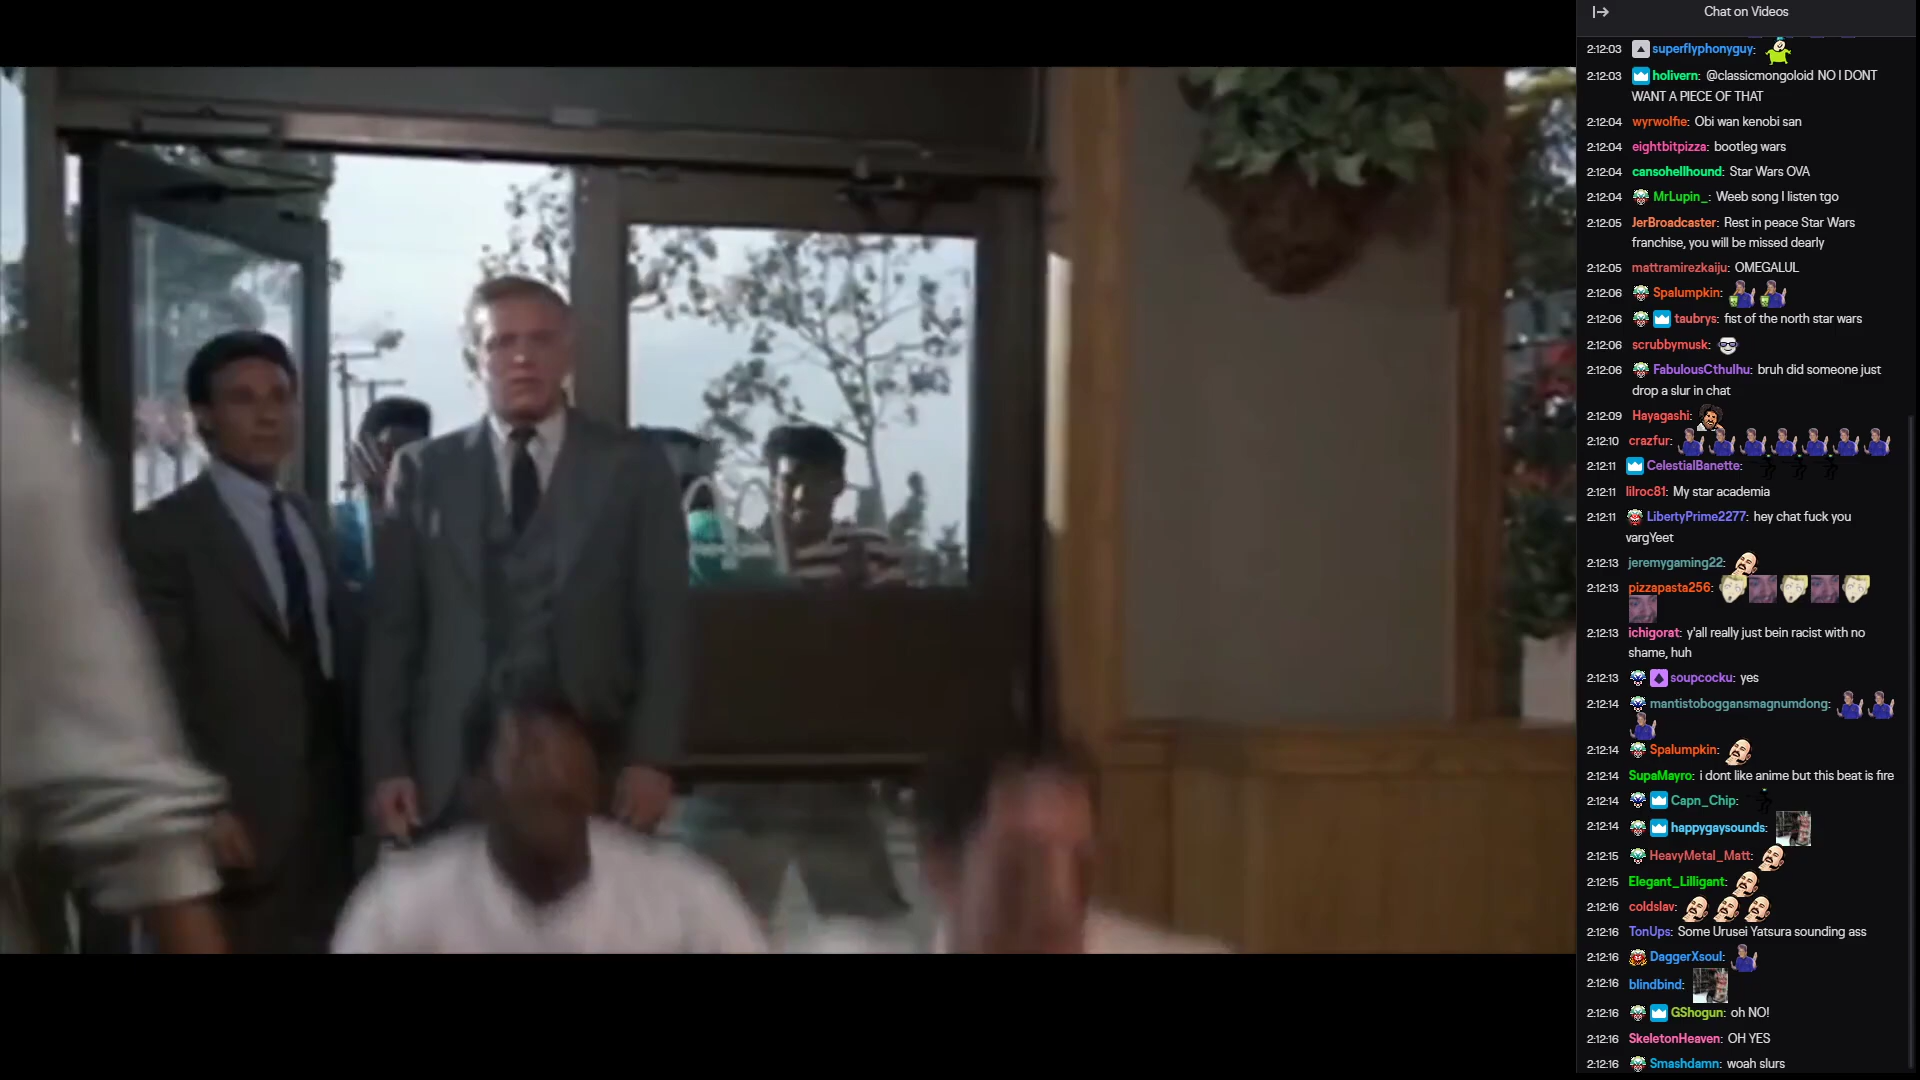 Chat on Videos
2:12:03 superflyphonyguy:
2:12:03 holivern: @classicmongoloid NO I DONT
WANT A PIECE OF THAT
2:12:04 wyrwolfie: Obi wan kenobi san
2:12:04 eightbitpizza: bootleg wars
2:12:04 cansohellhound: Star Wars OVA
2:12:04 MrLupin_: Weeb song I listen tgo
2:12:05 JerBroadcaster: Rest in peace Star Wars
franchise, you will be missed dearly
2:12:05 mattramirezkaiju: OMEGALUL
2:12:06 Spalumpkin:
2:12:06 taubrys: fist of the north star wars
2:12:06 scrubbymusk:
2:12:06 FabulousCthulhu: bruh did someone just
drop a slur in chat
2:12:09 Hayagashi:
2:12:10 crazfur:
2:12:11 CelestialBanette:
2:12:11 lilroc81: My star academia
2:12:11 LibertyPrime2277: hey chat fuck you
vargYeet
2:12:13 jeremygaming22:
2:12:13 pizzapasta256:
2:12:13 ichigorat: y'all really just bein racist with no
shame, huh
2:12:13 soupcocku: yes
2:12:14 mantistoboggansmagnumdong:
2:12:14 Spalumpkin:
2:12:14 SupaMayro: i dont like anime but this beat is fire
2:12:14 Capn_Chip:
2:12:14 happygaysounds:
2:12:15 HeavyMetal_Matt:
2:12:15 Elegant_Lilligant:
2:12:16 coldslav:
2:12:16 TonUps: Some Urusei Yatsura sounding ass
2:12:16 DaggerXsoul:
2:12:16 blindbind:
2:12:16 GShogun: oh NO!
2:12:16 SkeletonHeaven: OH YES
2:12:16 Smashdamn: woah slurs